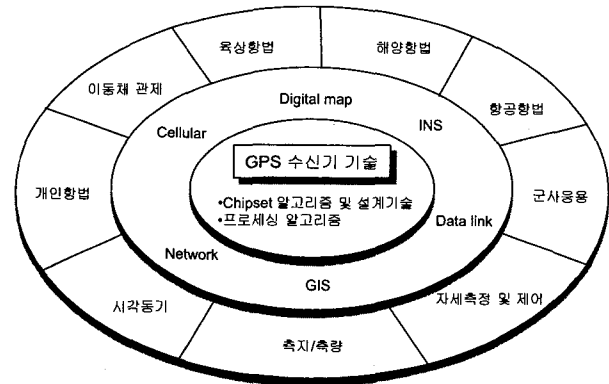 육상항법
해양항법
이동체 관제
항공항법
Digital map
Cellular
INS
GPS 수신기 기술
개인항법
군사응용
•Chipset 알고리즘 및 설계기술
•프로세싱 알고리즘
Data link
Network
GIS
시각동기
자세측정 및 제어
측지/측량